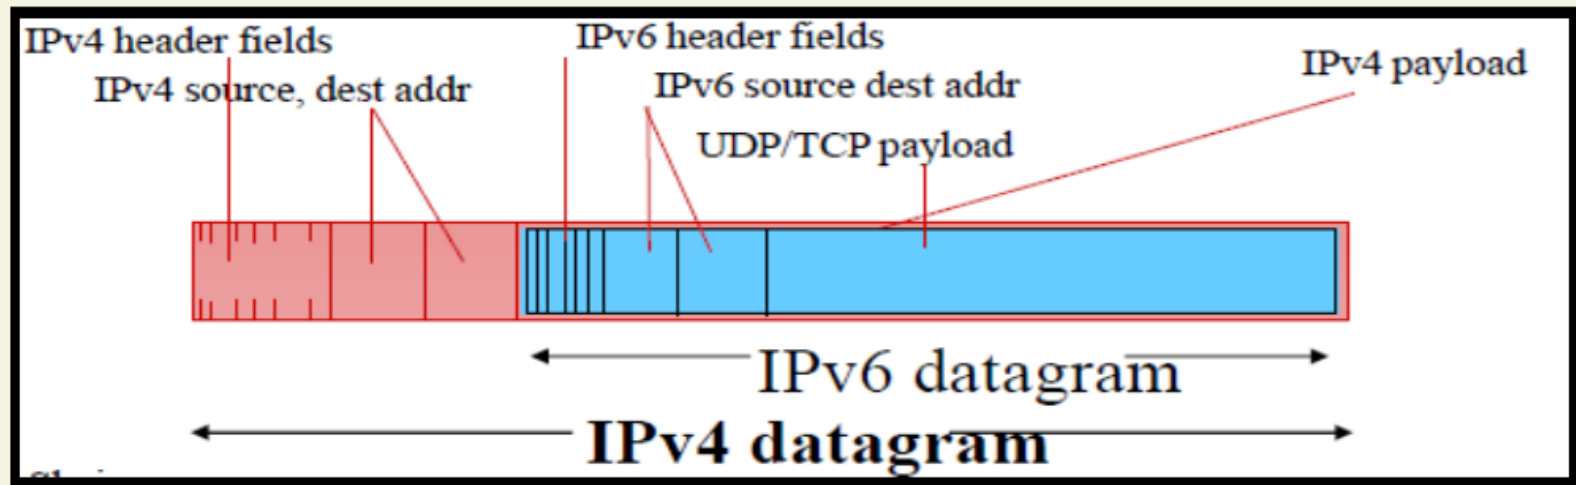 IPv4 header fields
IPv6 header fields
IPv4 payload
IPv4 source, dest addr
IPv6 source dest addr
UDP/TCP payload
IPv6 datagram
IPv4 datagram